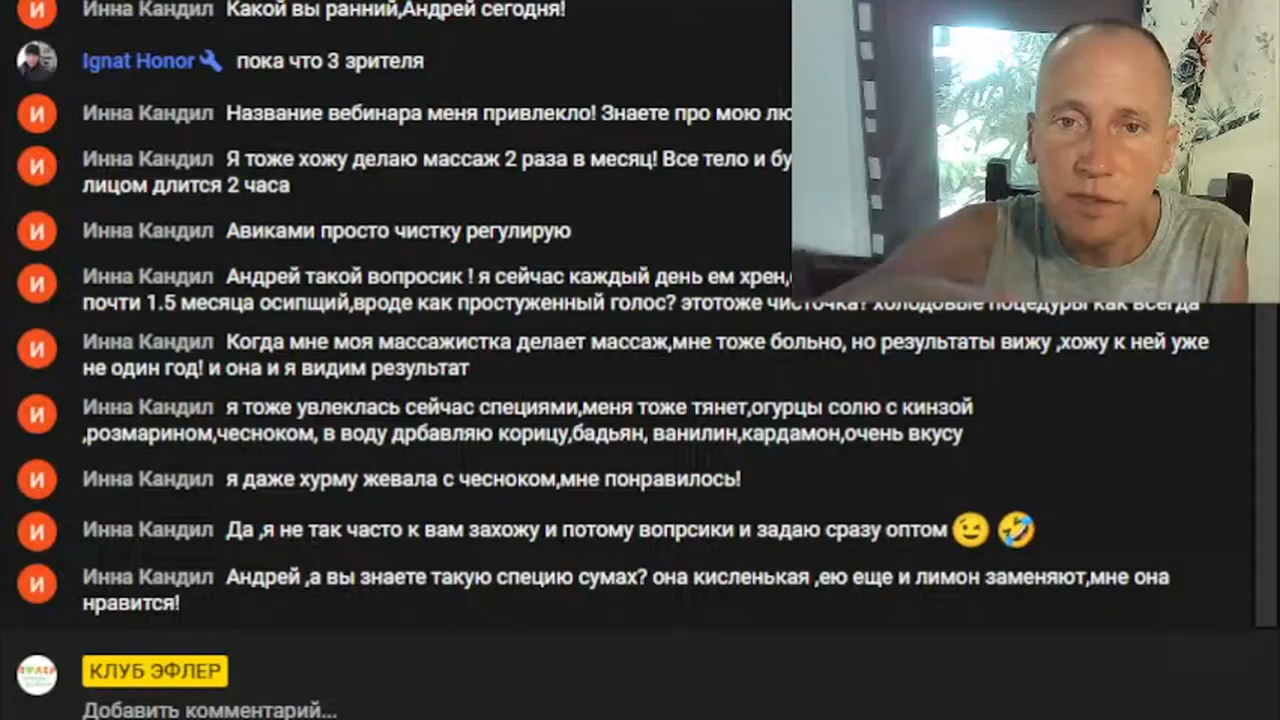 Инна Кандил Какой вы ранний,Андрей сегодня!
Ignat Honor пока что 3 зрителя
Инна Кандил Название вебинара меня привлекло! Знаете про мою
Инна Кандил Я тоже хожу делаю массаж 2 раза в месяц! Все тело и
лицом длится 2 часа
Инна Кандил Авиками просто чистку регулирую
Инна Кандил Андрей такой вопросик ! я сейчас каждый день ем хрен,
почти 1.5 месяца осипщий,вроде как простуженный голос? этотоже чисточка? холодовые поцедуры как всегда
Инна Кандил Когда мне моя массажистка делает массаж,мне тоже больно, но результаты вижу ,хожу к ней уже
не один год! и она и я видим результат
Инна Кандил я тоже увлеклась сейчас специями,меня тоже тянет,огурцы солю с кинзой
,розмарином,чесноком, в воду дрбавляю корицу,бадьян, ванилин,кардамон,очень вкусу
Инна Кандил я даже хурму жевала с чесноком,мне понравилось!
Инна Кандил Да ,я не так часто к вам захожу и потому вопрсики и задаю сразу оптом 😉 🤣
Инна Кандил Андрей ,а вы знаете такую специю сумах? она кисленькая ,ею еще и лимон заменяют,мне она
нравится!
КЛУБ ЭФЛЕР
Добавить комментарий...